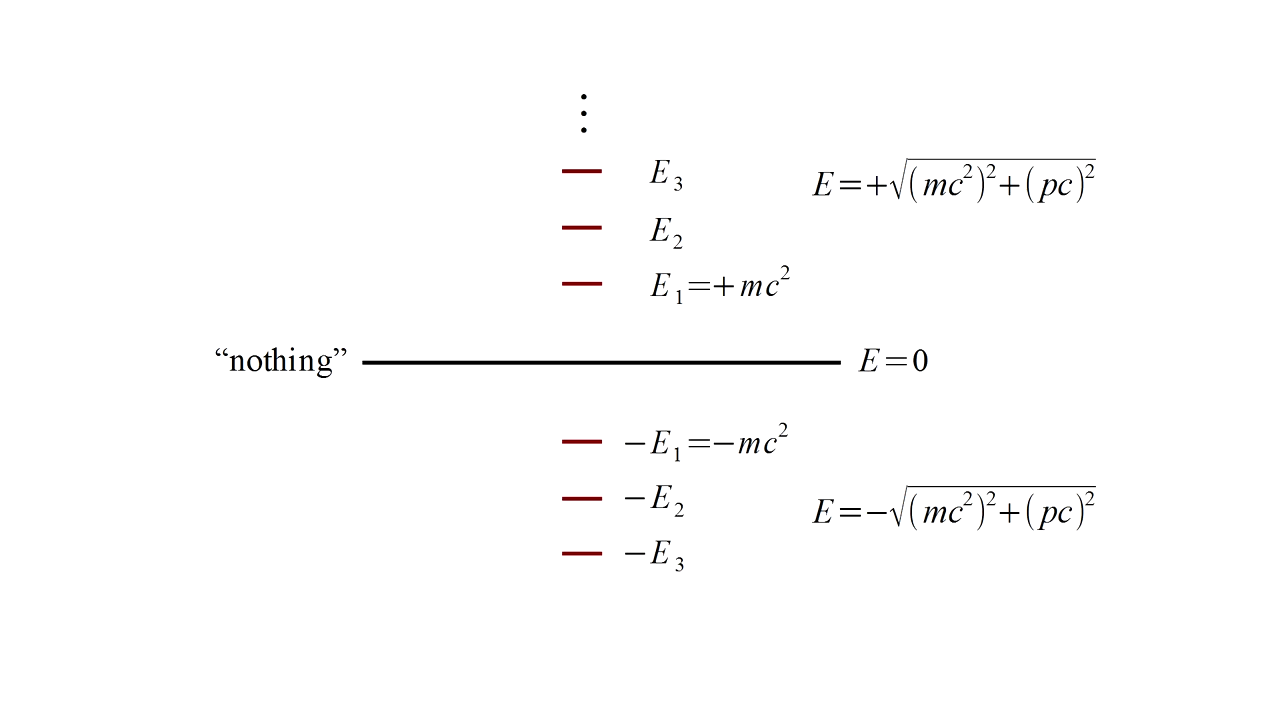 ⋮
E₃ E=+√((mc²)²+(pc)²)
E₂
E₁=+mc²
“nothing” E=0
−E₁=−mc²
−E₂ E=−√((mc²)²+(pc)²)
−E₃